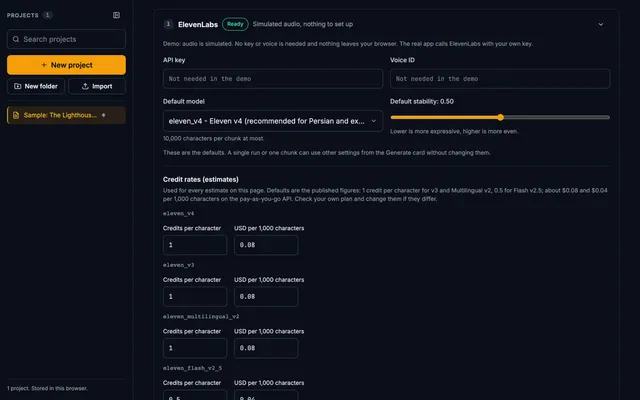 PROJECTS 1
Search projects
+ New project
New folder
Import
Sample: The Lighthous...
1 project. Stored in this browser.
1 ElevenLabs Ready Simulated audio, nothing to set up
Demo: audio is simulated. No key or voice is needed and nothing leaves your browser. The real app calls ElevenLabs with your own key.
API key
Voice ID
Not needed in the demo
Not needed in the demo
Default model
Default stability: 0.50
eleven_v4 - Eleven v4 (recommended for Persian and ex...
10,000 characters per chunk at most.
Lower is more expressive, higher is more even.
These are the defaults. A single run or one chunk can use other settings from the Generate card without changing them.
Credit rates (estimates)
Used for every estimate on this page. Defaults are the published figures: 1 credit per character for v3 and Multilingual v2, 0.5 for Flash v2.5; about $0.08 and $0.04
per 1,000 characters on the pay-as-you-go API. Check your own plan and change them if they differ.
eleven_v4
Credits per character
USD per 1,000 characters
1
0.08
eleven_v3
Credits per character
USD per 1,000 characters
1
0.08
eleven_multilingual_v2
Credits per character
USD per 1,000 characters
1
0.08
eleven_flash_v2_5
Credits per character
USD per 1,000 characters
0.5
0.04